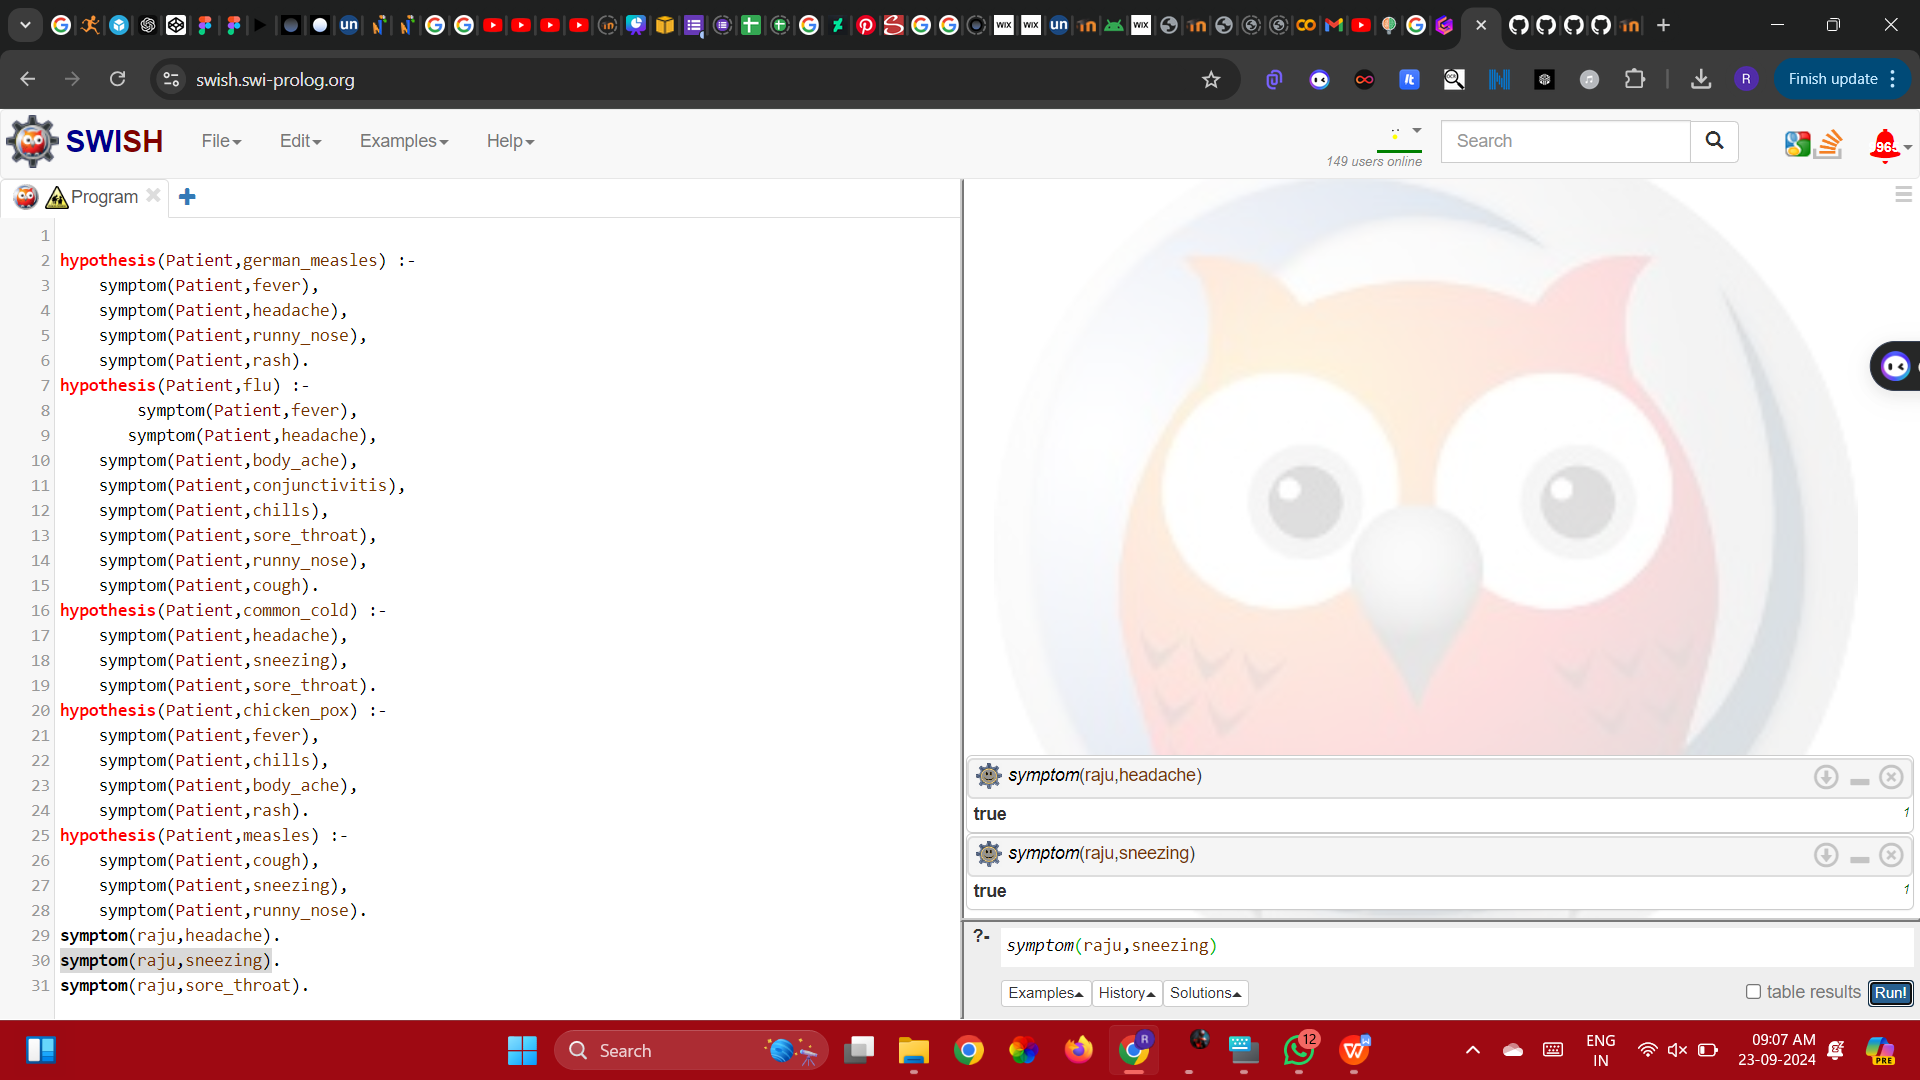 swish.swi-prolog.org
Finish update
SWISH
File
Edit
Examples
Help
149 users online
Search
Program
1
2 hypothesis(Patient,german_measles) :-
3 symptom(Patient,fever),
4 symptom(Patient,headache),
5 symptom(Patient,runny_nose),
6 symptom(Patient,rash).
7 hypothesis(Patient,flu) :-
8 symptom(Patient,fever),
9 symptom(Patient,headache),
10 symptom(Patient,body_ache),
11 symptom(Patient,conjunctivitis),
12 symptom(Patient,chills),
13 symptom(Patient,sore_throat),
14 symptom(Patient,runny_nose),
15 symptom(Patient,cough).
16 hypothesis(Patient,common_cold) :-
17 symptom(Patient,headache),
18 symptom(Patient,sneezing),
19 symptom(Patient,sore_throat).
20 hypothesis(Patient,chicken_pox) :-
21 symptom(Patient,fever),
22 symptom(Patient,chills),
23 symptom(Patient,body_ache),
24 symptom(Patient,rash).
25 hypothesis(Patient,measles) :-
26 symptom(Patient,cough),
27 symptom(Patient,sneezing),
28 symptom(Patient,runny_nose).
29 symptom(raju,headache).
30 symptom(raju,sneezing).
31 symptom(raju,sore_throat).
symptom(raju,headache)
true 1
symptom(raju,sneezing)
true 1
?- symptom(raju,sneezing)
Examples History Solutions
table results Run!
Search
12
ENG
IN
09:07 AM
23-09-2024
PRE